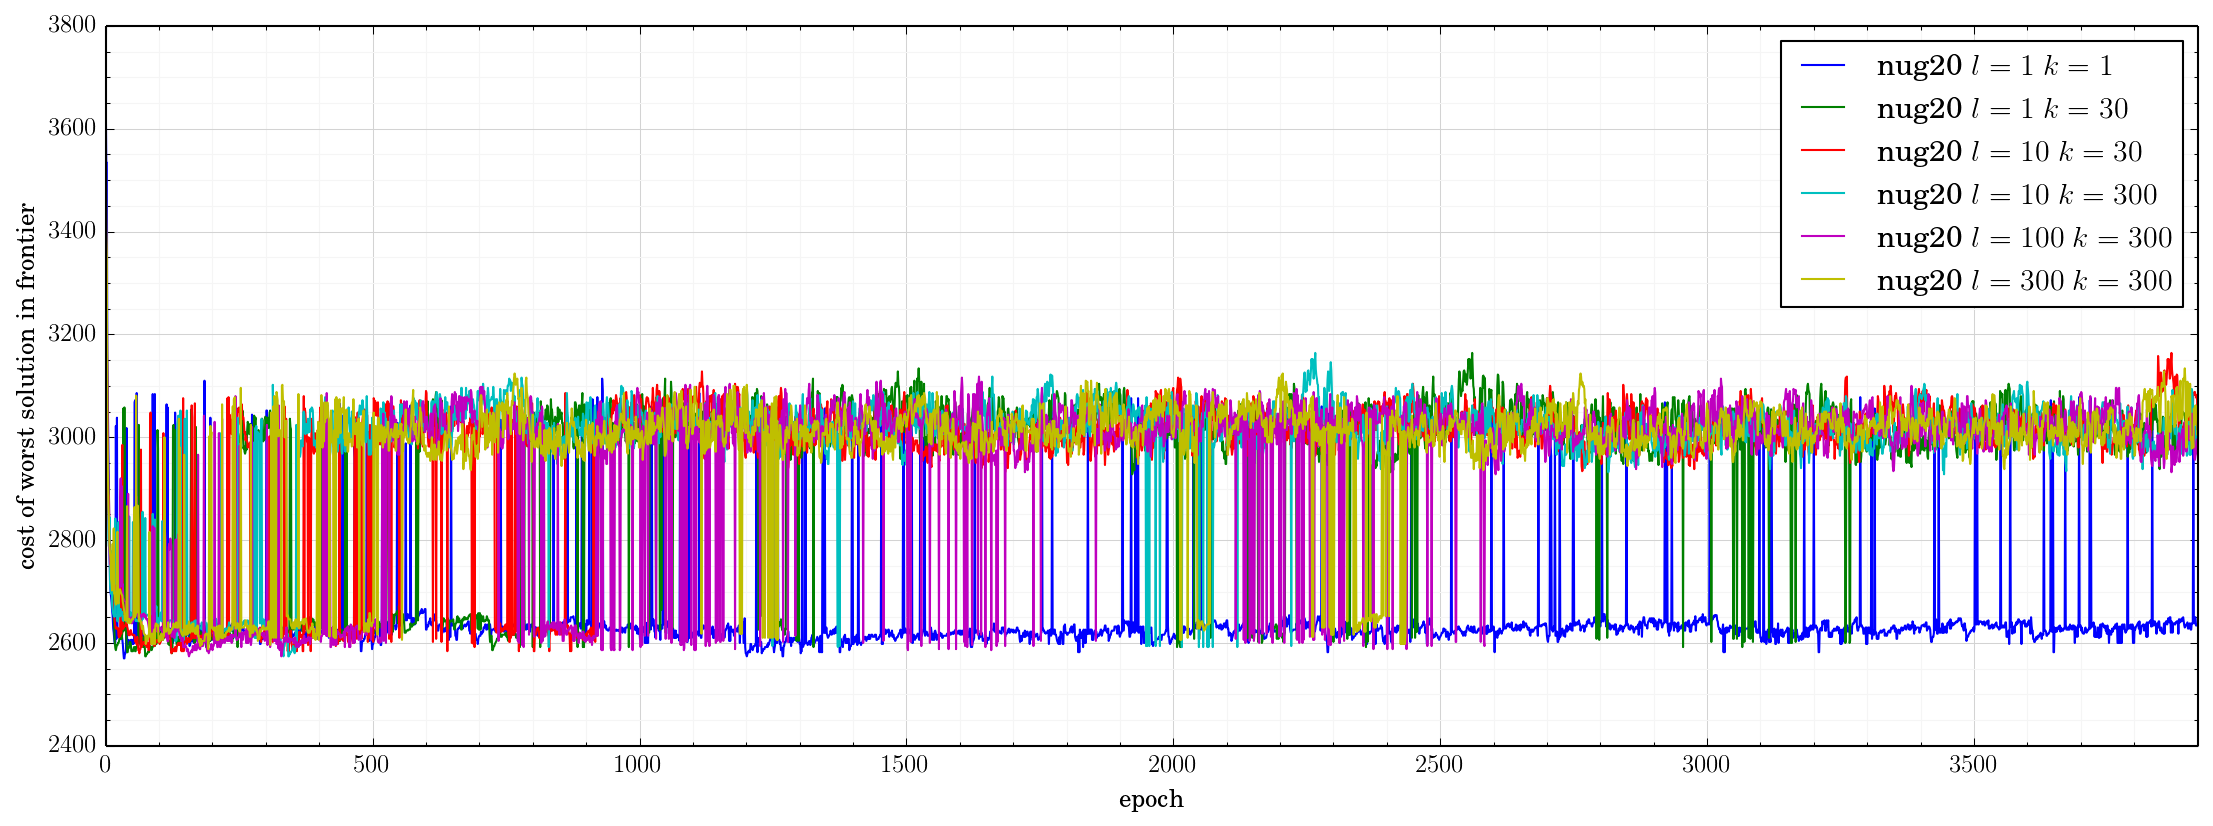 3800
3600
3400
3200
3000
2800
2600
2400
cost of worst solution in frontier
0 500 1000 1500 2000 2500 3000 3500
epoch
nug20 l = 1 k = 1
nug20 l = 1 k = 30
nug20 l = 10 k = 30
nug20 l = 10 k = 300
nug20 l = 100 k = 300
nug20 l = 300 k = 300